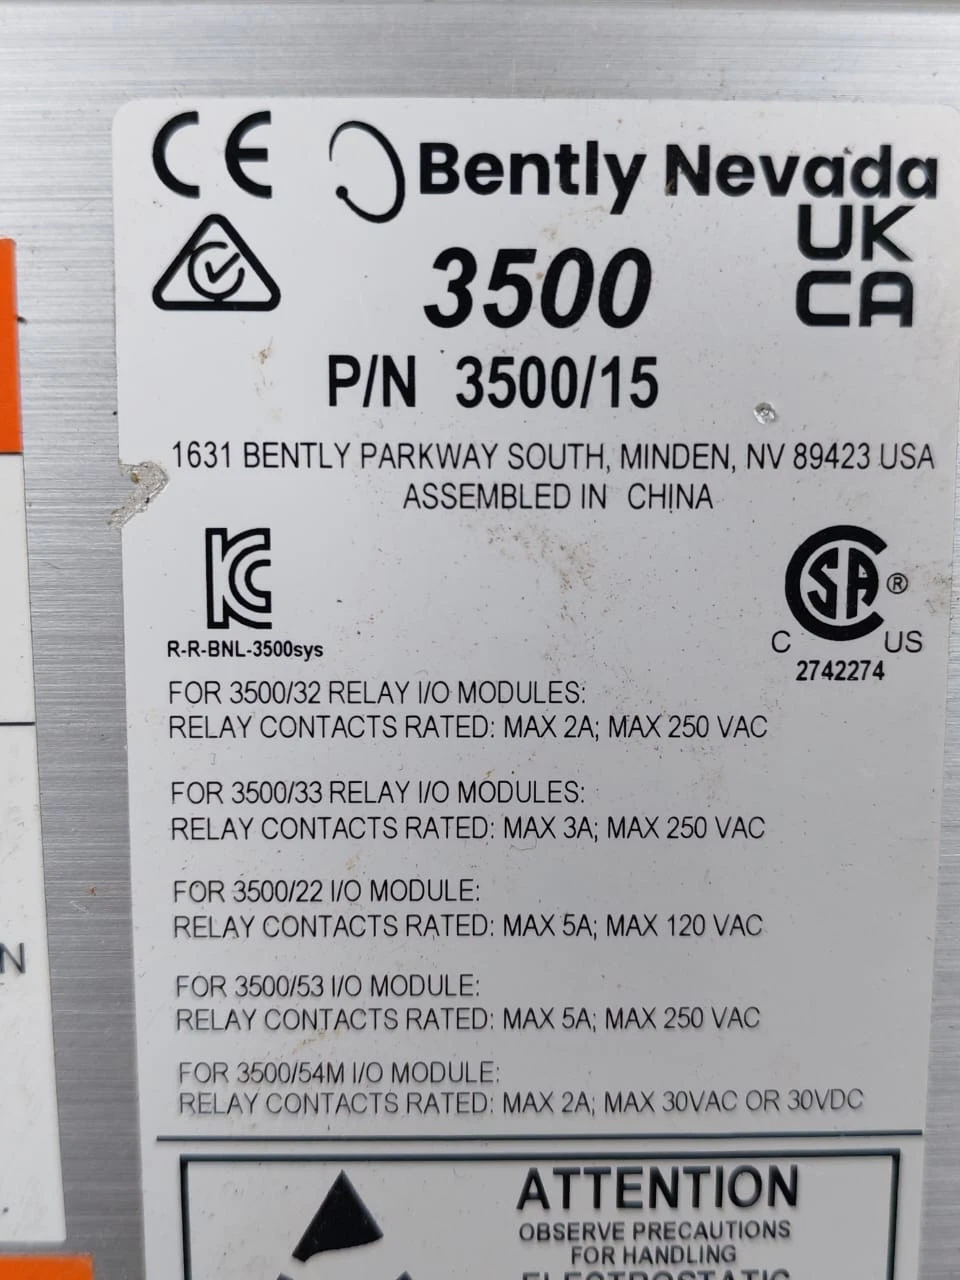 CE Bently Nevada
UK
CA
3500
P/N 3500/15
1631 BENTLY PARKWAY SOUTH, MINDEN, NV 89423 USA
ASSEMBLED IN CHINA
KC
R-R-BNL-3500sys
SA ®
C US
2742274
FOR 3500/32 RELAY I/O MODULES:
RELAY CONTACTS RATED: MAX 2A; MAX 250 VAC
FOR 3500/33 RELAY I/O MODULES:
RELAY CONTACTS RATED: MAX 3A; MAX 250 VAC
FOR 3500/22 I/O MODULE:
RELAY CONTACTS RATED: MAX 5A; MAX 120 VAC
N
FOR 3500/53 I/O MODULE:
RELAY CONTACTS RATED: MAX 5A; MAX 250 VAC
FOR 3500/54M I/O MODULE:
RELAY CONTACTS RATED: MAX 2A; MAX 30VAC OR 30VDC
ATTENTION
OBSERVE PRECAUTIONS
FOR HANDLING
ELECTROSTATIC